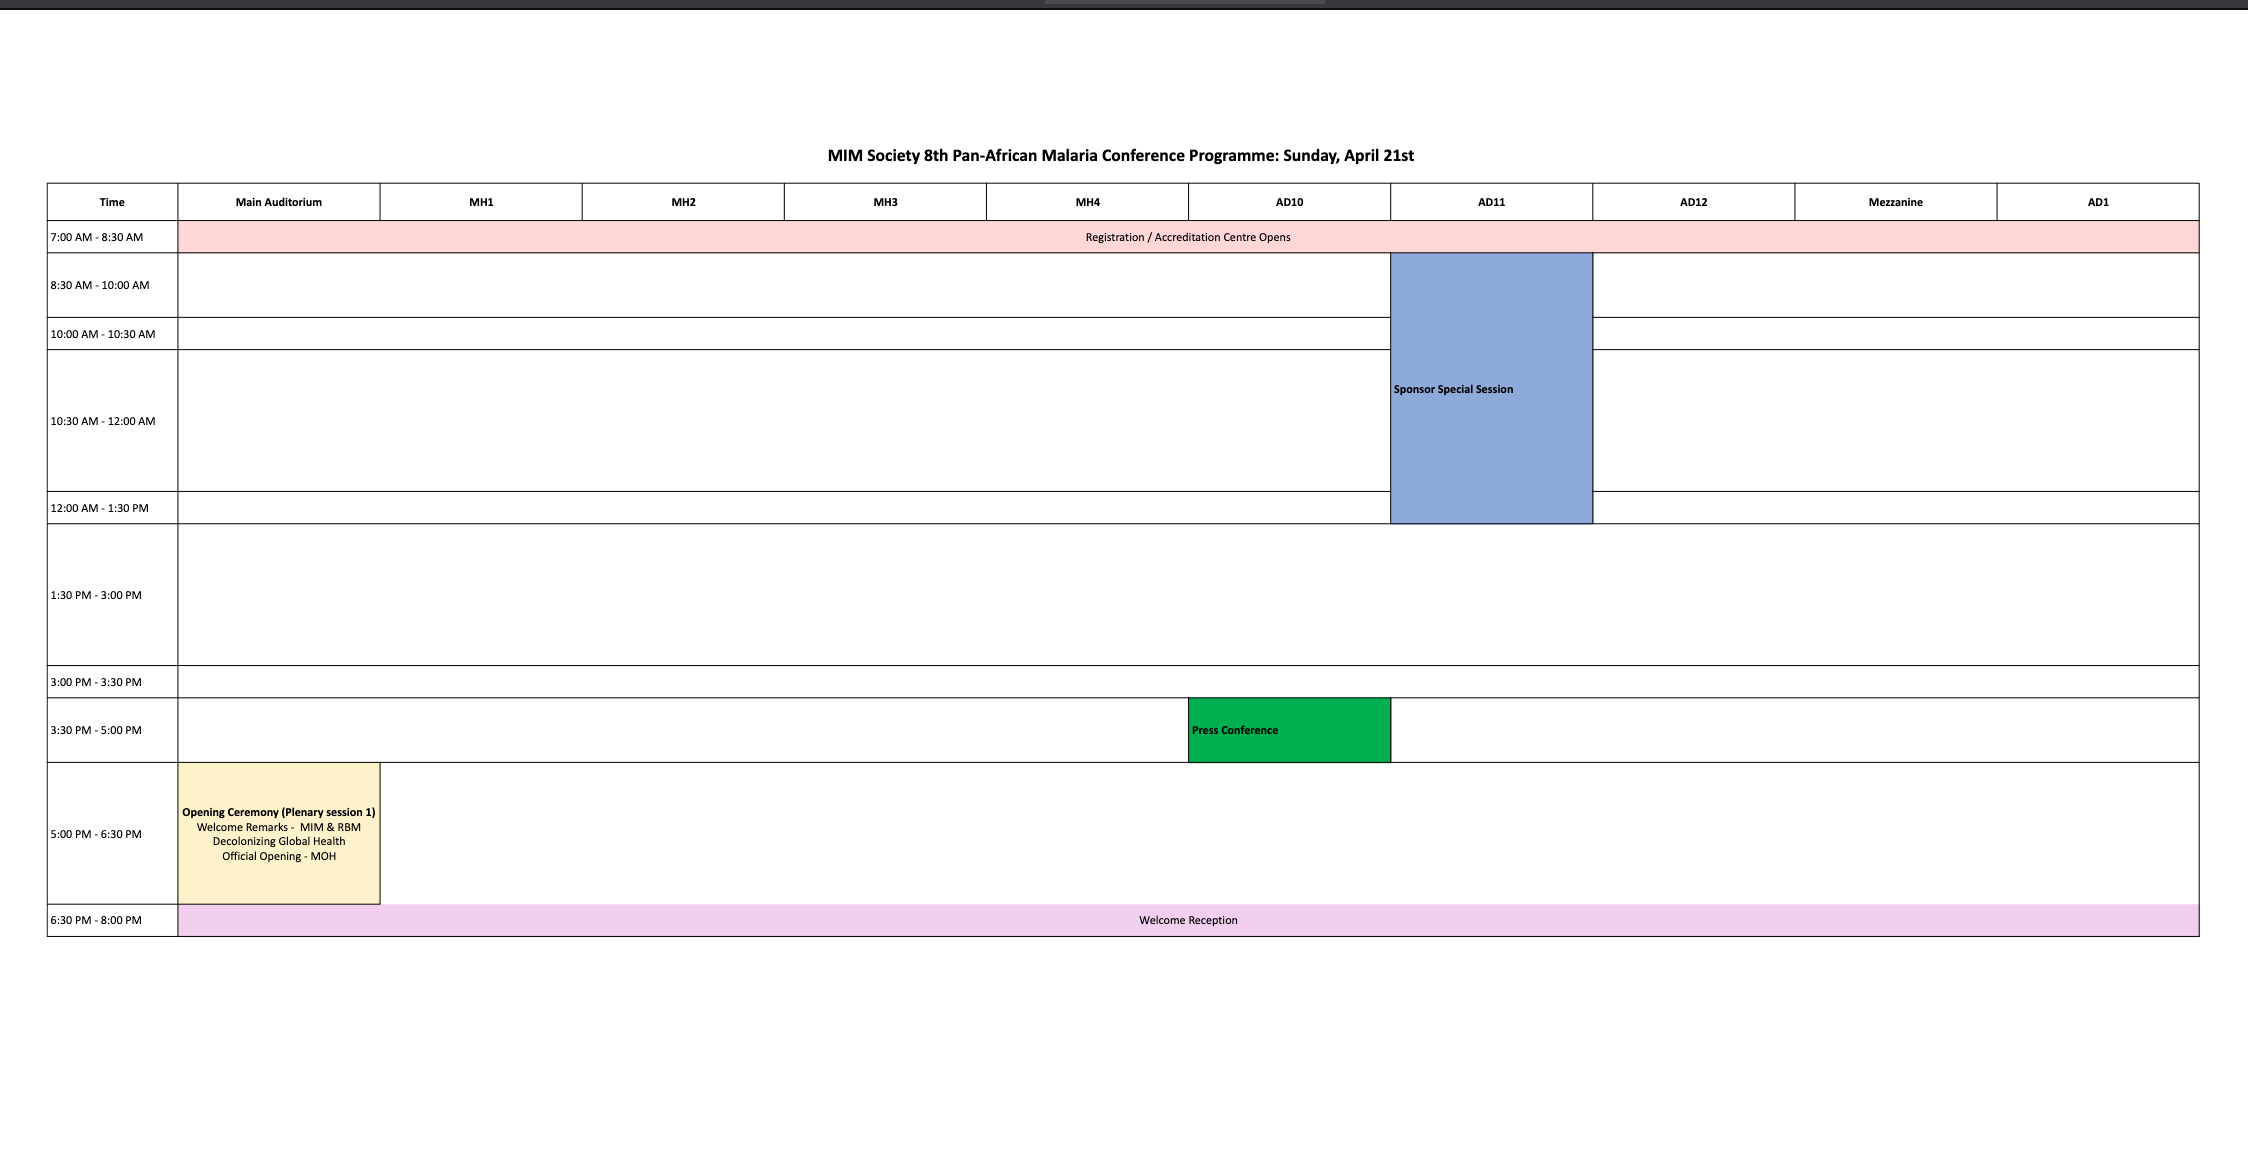 MIM Society 8th Pan-African Malaria Conference Programme: Sunday, April 21st
Time Main Auditorium MH1 MH2 MH3 MH4 AD10 AD11 AD12 Mezzanine AD1
7:00 AM - 8:30 AM Registration / Accreditation Centre Opens
8:30 AM - 10:00 AM
10:00 AM - 10:30 AM
Sponsor Special Session
10:30 AM - 12:00 AM
12:00 AM - 1:30 PM
1:30 PM - 3:00 PM
3:00 PM - 3:30 PM
3:30 PM - 5:00 PM Press Conference
5:00 PM - 6:30 PM
Opening Ceremony (Plenary session 1)
Welcome Remarks - MIM & RBM
Decolonizing Global Health
Official Opening - MOH
6:30 PM - 8:00 PM Welcome Reception